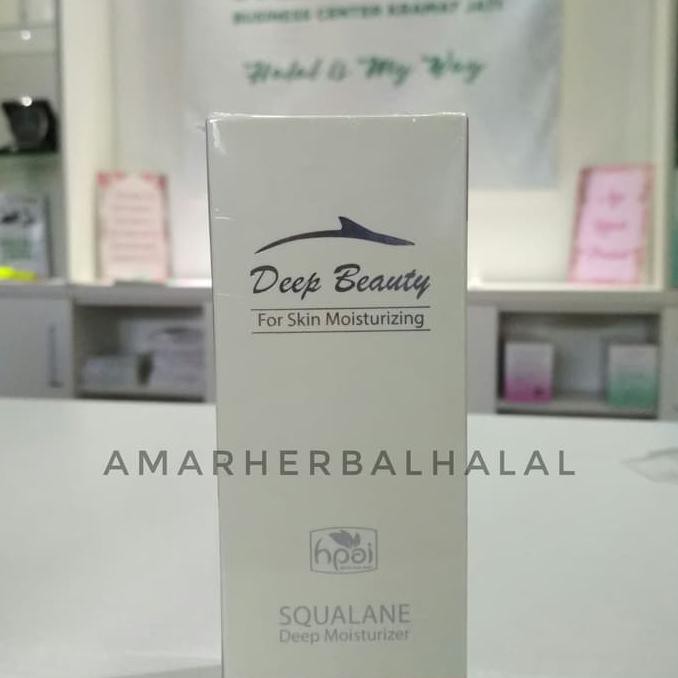 BUSINESS CENTER KRAMAT JATI
Halal is My Way
Deep Beauty
For Skin Moisturizing
AMARHERBALHALAL
hpai
SQUALANE
Deep Moisturizer